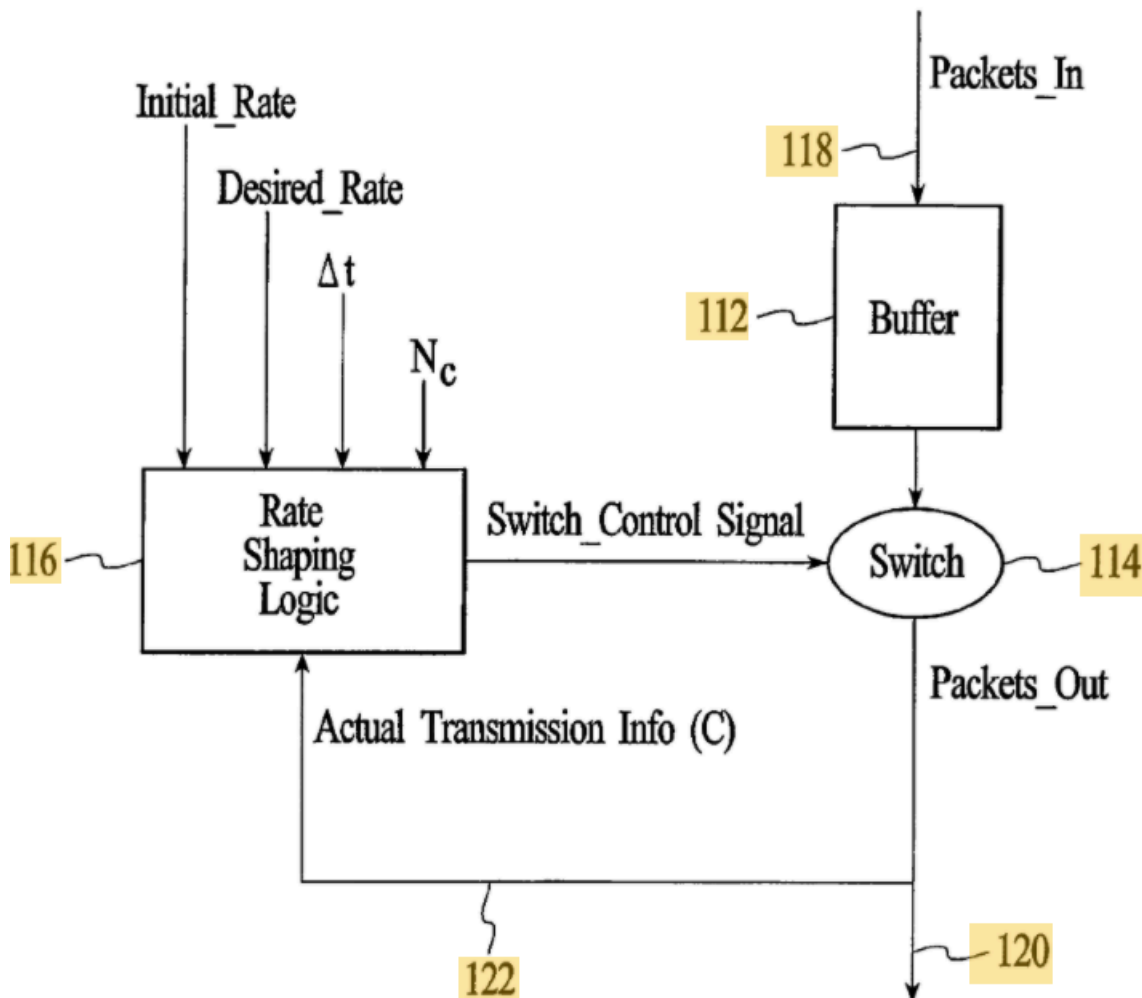 Packets_In
Initial_Rate
118
Desired_Rate
Δt
112
Buffer
N_c
Rate
Shaping
Logic
Switch_Control Signal
116
Switch
114
Packets_Out
Actual Transmission Info (C)
120
122